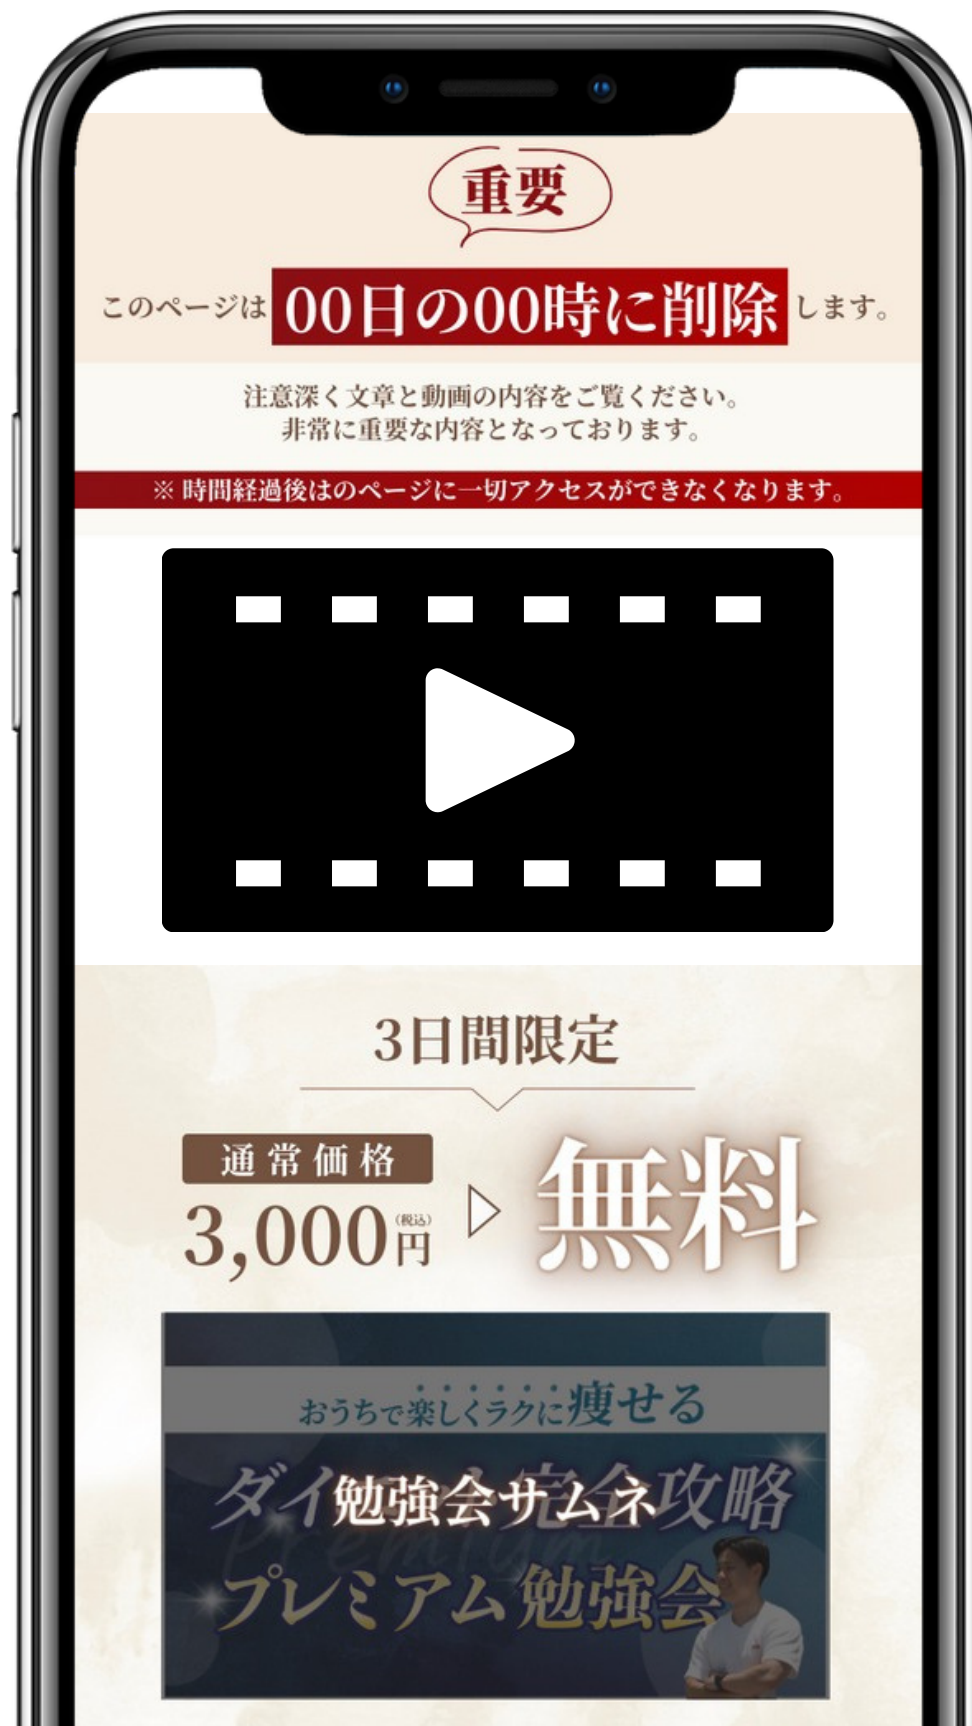 重要
このページは 00日の00時に削除 します。
注意深く文章と動画の内容をご覧ください。
非常に重要な内容となっております。
※ 時間経過後はのページに一切アクセスができなくなります。
3日間限定
通常価格
3,000円(税込)
無料
おうちで楽しくラクに痩せる
ダイ
完全攻略
勉強会サムネ
Premium
プレミアム勉強会